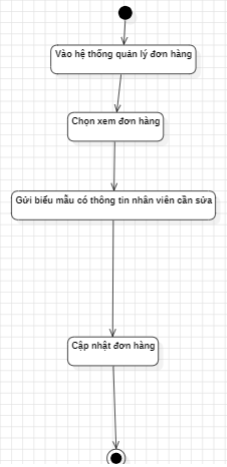 Vào hệ thống quản lý đơn hàng
Chọn xem đơn hàng
Gửi biểu mẫu có thông tin nhân viên cần sửa
Cập nhật đơn hàng